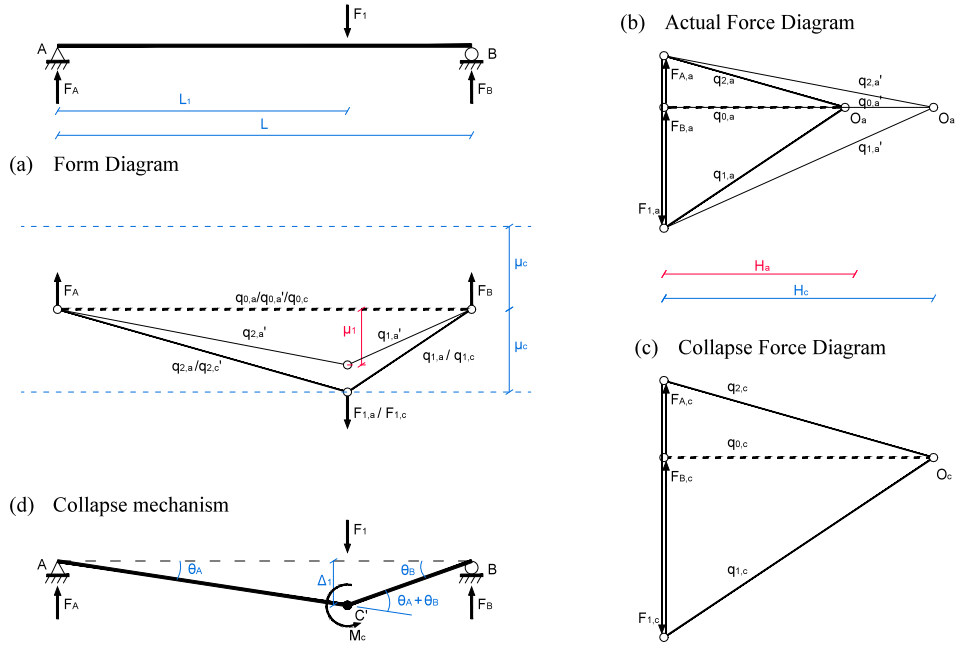 F1
A
B
FA
FB
L1
L
(a) Form Diagram
μc
FA
q0,a/q0,a'/q0,c
FB
μ1
q2,a'
q1,a'
μc
q2,a/q2,c'
q1,a/ q1,c
F1,a/ F1,c
(d) Collapse mechanism
F1
A
θA
Δ1
θB
B
FA
θA + θB
FB
C'
Mc
(b) Actual Force Diagram
FA,a
q2,a
q2,a'
q0,a'
FB,a
q0,a
Oa
Oa
q1,a'
q1,a
F1,a
Ha
Hc
(c) Collapse Force Diagram
q2,c
FA,c
q0,c
FB,c
Oc
q1,c
F1,c